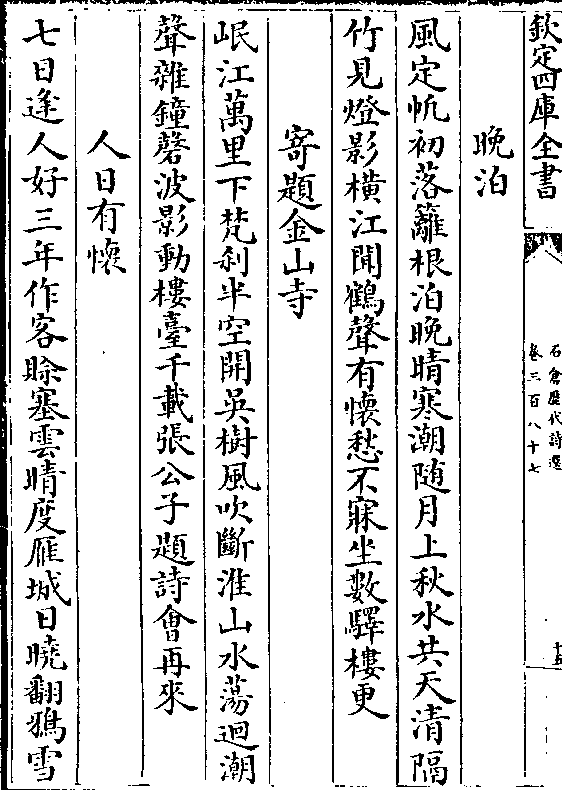 欽定四庫全書
石倉歷代詩選
卷三百八十七
晚泊
風定帆初落籬根泊晚晴寒潮随月上秋水共天清隔
竹見燈影橫江聞鶴聲有懷愁不寐坐數驛樓更
寄題金山寺
岷江萬里下梵刹半空開吳樹風吹斷淮山水蕩迴潮
聲雜鐘磬波影動樓臺千載張公子題詩會再來
人日有懷
七日逢人好三年作客賖塞雲晴度雁城日曉翻鴉雪